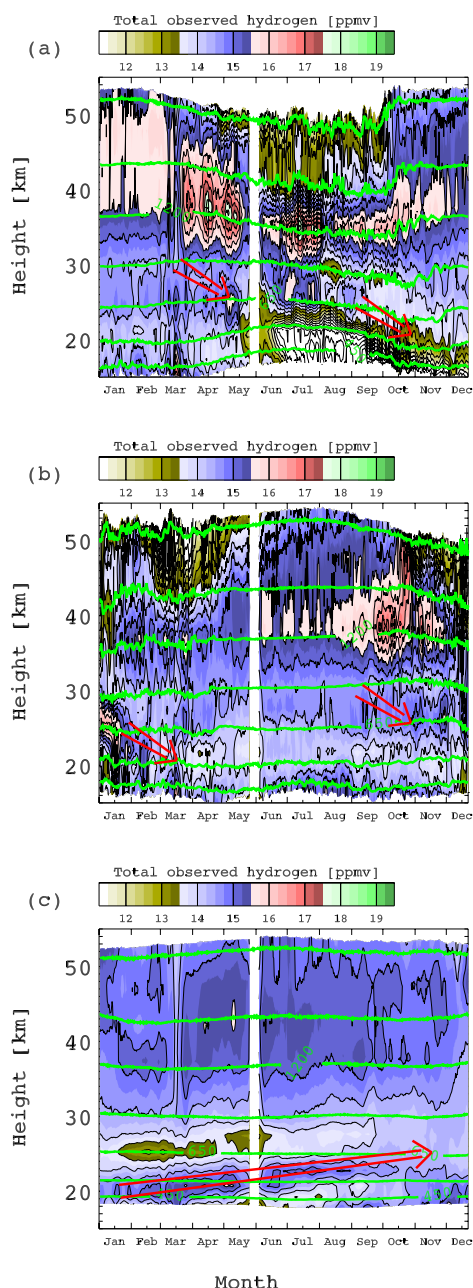 Total observed hydrogen [ppmv]
(a)
12 13 14 15 16 17 18 19
50
40
30
20
Height [km]
1200
Jan Feb Mar Apr May Jun Jul Aug Sep Oct Nov Dec
Total observed hydrogen [ppmv]
(b)
12 13 14 15 16 17 18 19
50
40
30
20
Height [km]
1200
Jan Feb Mar Apr May Jun Jul Aug Sep Oct Nov Dec
Total observed hydrogen [ppmv]
(c)
12 13 14 15 16 17 18 19
50
40
30
20
Height [km]
1200
650
Jan Feb Mar Apr May Jun Jul Aug Sep Oct Nov Dec
Month